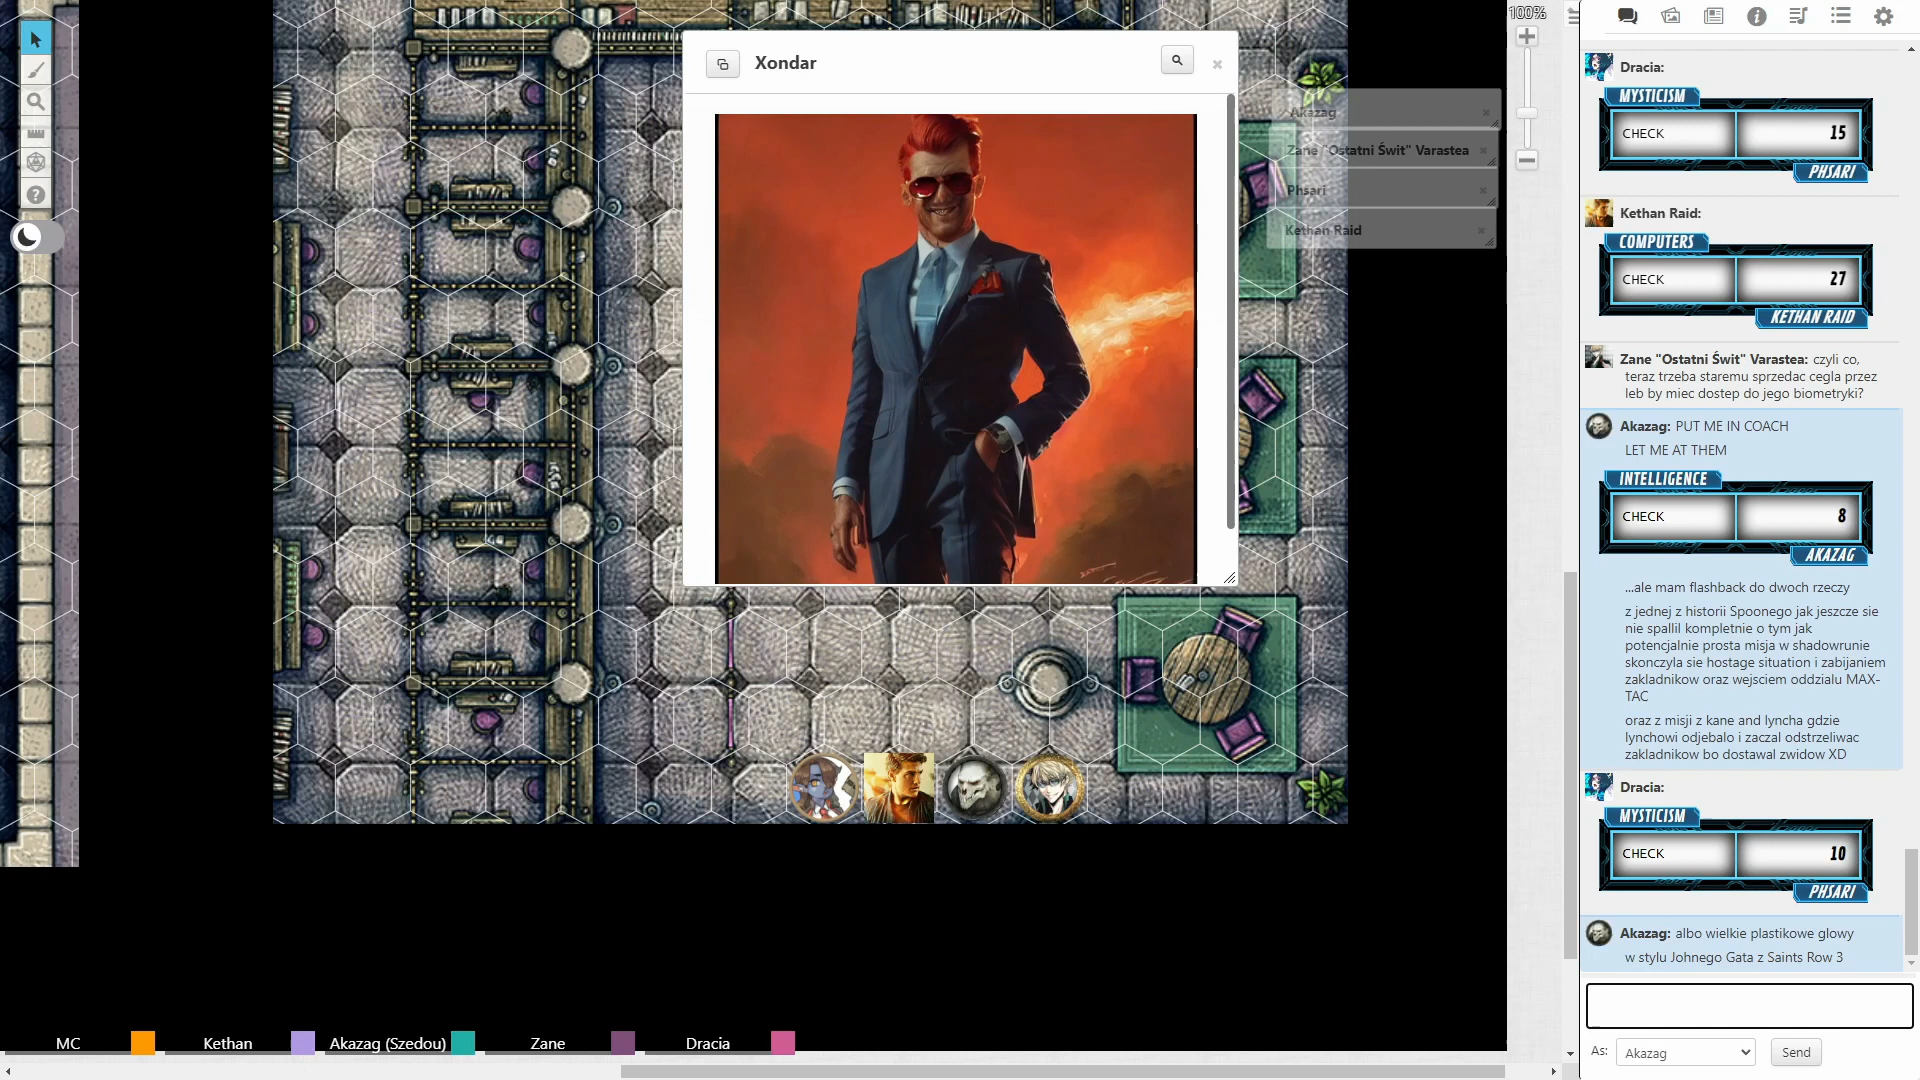 100%
Xondar
Akazag
Zane "Ostatni Świt" Varastea
Phsari
Kethan Raid
Dracia:
MYSTICISM
CHECK
15
PHSARI
Kethan Raid:
COMPUTERS
CHECK
27
KETHAN RAID
Zane "Ostatni Świt" Varastea: czyli co,
teraz trzeba staremu sprzedac cegla przez
leb by miec dostep do jego biometryki?
Akazag: PUT ME IN COACH
LET ME AT THEM
INTELLIGENCE
CHECK
8
AKAZAG
...ale mam flashback do dwoch rzeczy
z jednej z historii Spoonego jak jeszcze sie
nie spallil kompletnie o tym jak
potencjalnie prosta misja w shadowrunie
skonczyla sie hostage situation i zabijaniem
zakladnikow oraz wejsciem oddzialu MAX-
TAC
oraz z misji z kane and lyncha gdzie
lynchowi odjebalo i zaczal odstrzeliwac
zakladnikow bo dostawal zwidow XD
Dracia:
MYSTICISM
CHECK
10
PHSARI
Akazag: albo wielkie plastikowe glowy
w stylu Johnego Gata z Saints Row 3
As:
Akazag
Send
MC
Kethan
Akazag (Szedou)
Zane
Dracia